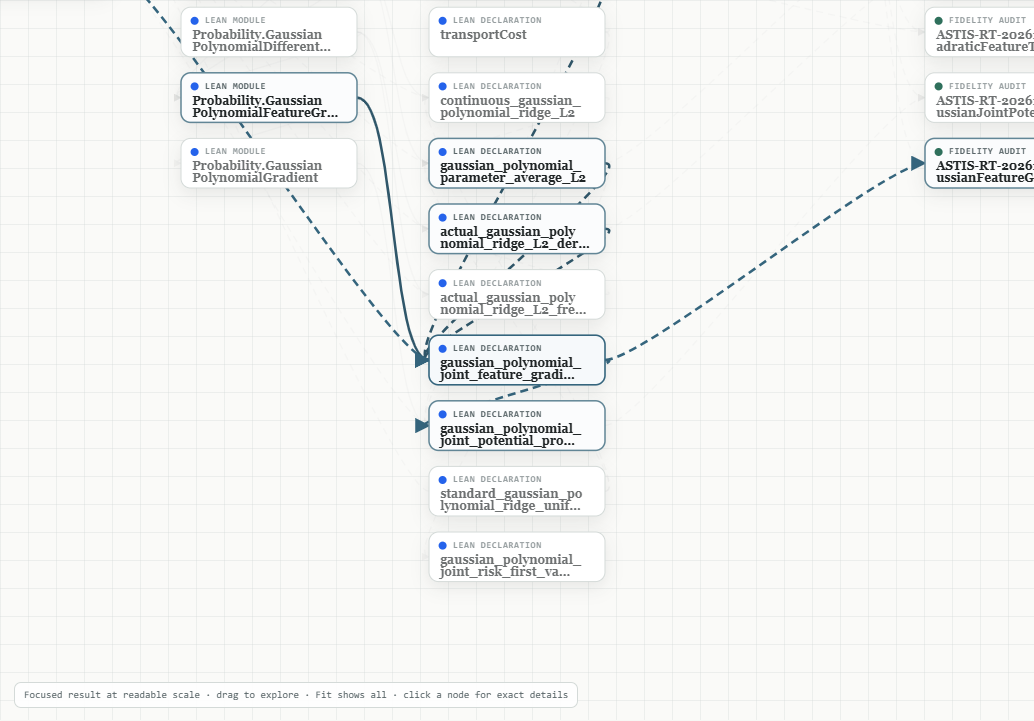 LEAN MODULE
Probability.Gaussian
PolynomialDifferent...
LEAN MODULE
Probability.Gaussian
PolynomialFeatureGr...
LEAN MODULE
Probability.Gaussian
PolynomialGradient
LEAN DECLARATION
transportCost
LEAN DECLARATION
continuous_gaussian_
polynomial_ridge_L2
LEAN DECLARATION
gaussian_polynomial_
parameter_average_L2
LEAN DECLARATION
actual_gaussian_poly
nomial_ridge_L2_der...
LEAN DECLARATION
actual_gaussian_poly
nomial_ridge_L2_fre...
LEAN DECLARATION
gaussian_polynomial_
joint_feature_gradi...
LEAN DECLARATION
gaussian_polynomial_
joint_potential_pro...
LEAN DECLARATION
standard_gaussian_po
lynomial_ridge_unif...
LEAN DECLARATION
gaussian_polynomial_
joint_risk_first_va...
FIDELITY AUDIT
ASTIS-RT-2026
adraticFeatureT
FIDELITY AUDIT
ASTIS-RT-2026
ussianJointPote
FIDELITY AUDIT
ASTIS-RT-2026
ussianFeatureG
Focused result at readable scale · drag to explore · Fit shows all · click a node for exact details